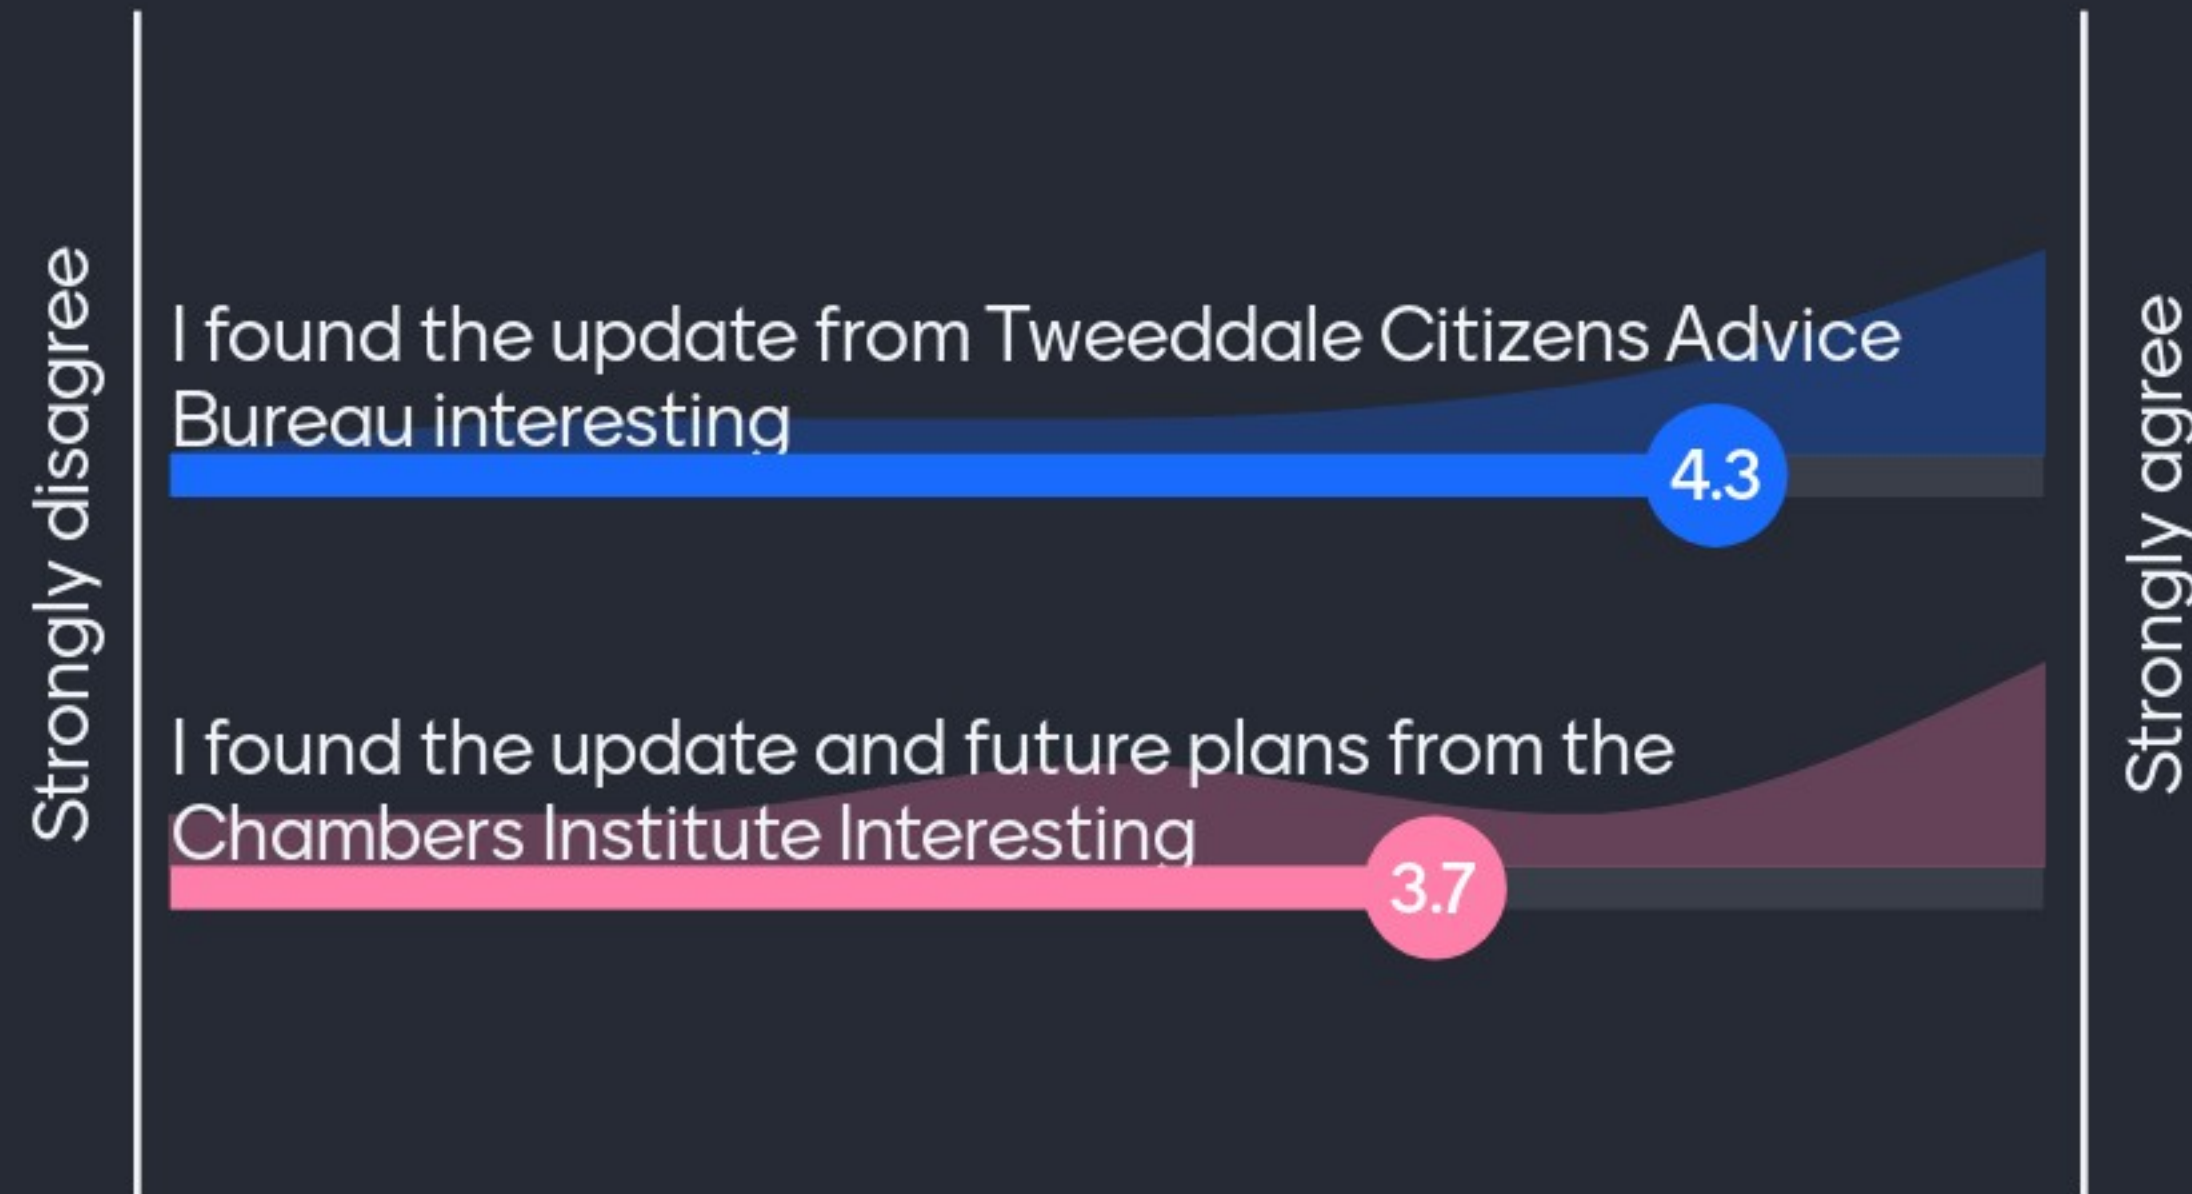 Strongly disagree
I found the update from Tweeddale Citizens Advice
Bureau interesting
4.3
I found the update and future plans from the
Chambers Institute Interesting
3.7
Strongly agree